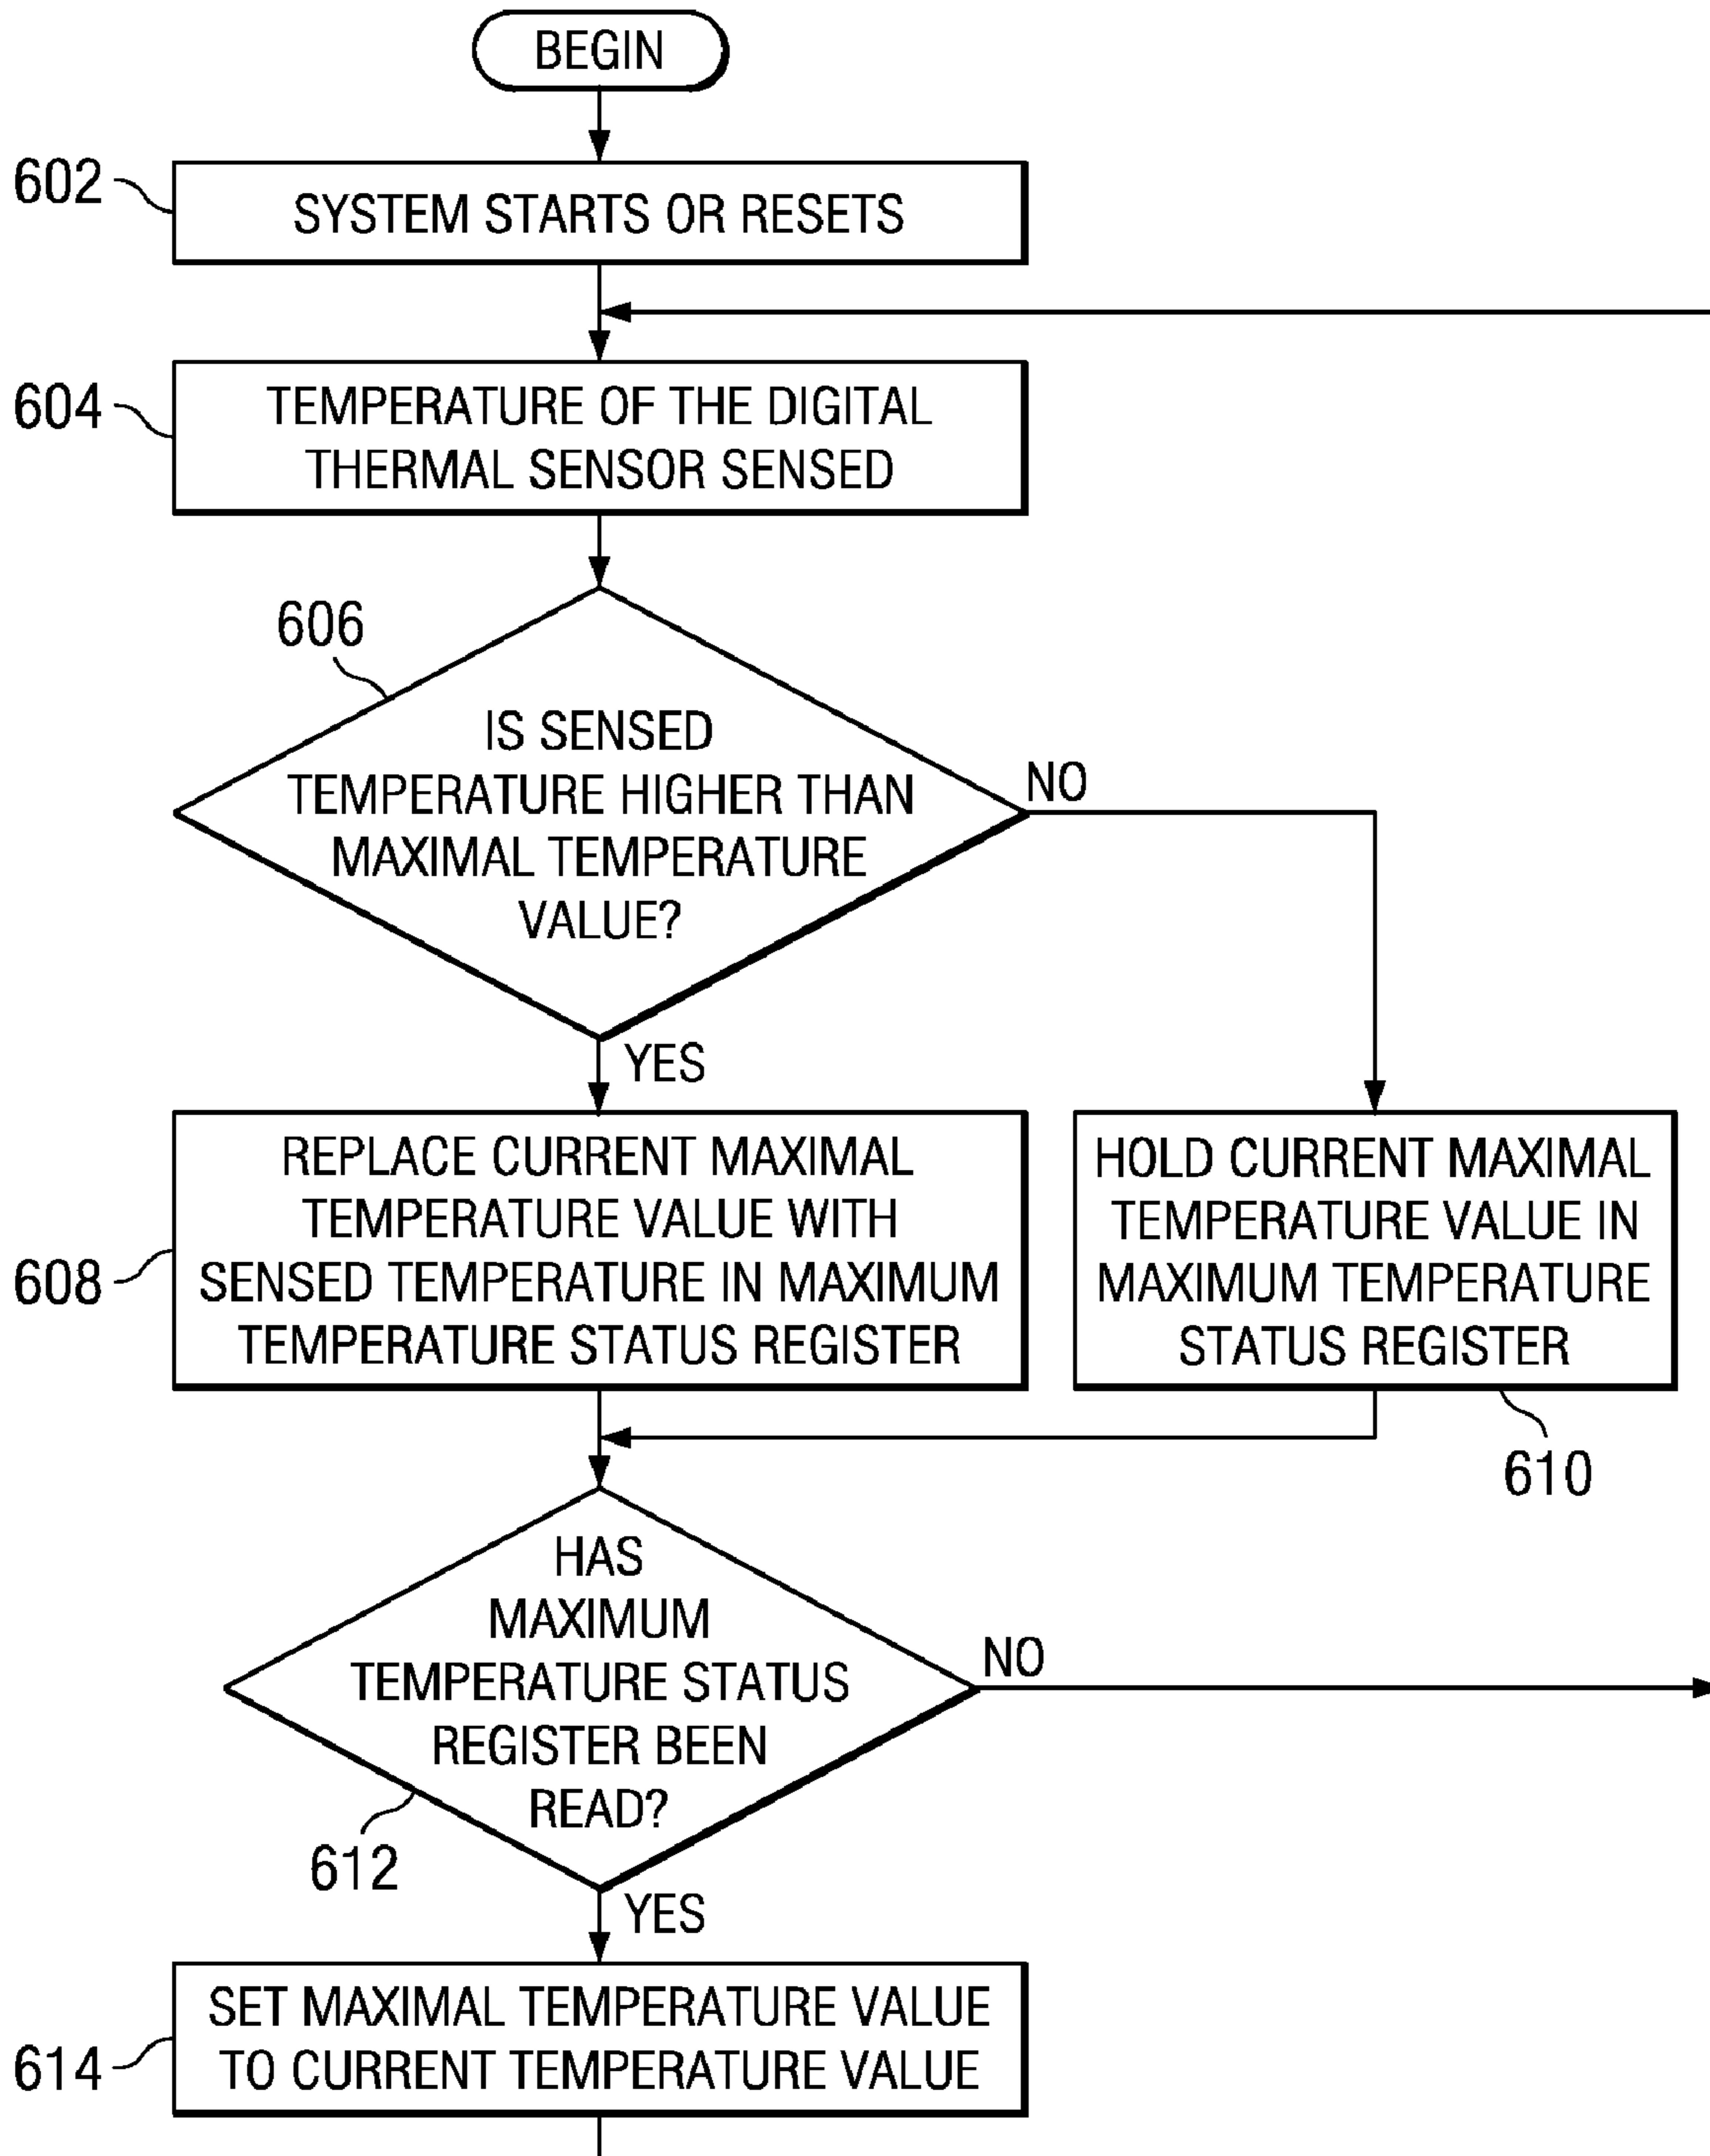 BEGIN
602
SYSTEM STARTS OR RESETS
604
TEMPERATURE OF THE DIGITAL
THERMAL SENSOR SENSED
606
IS SENSED
TEMPERATURE HIGHER THAN
MAXIMAL TEMPERATURE
VALUE?
NO
YES
608
REPLACE CURRENT MAXIMAL
TEMPERATURE VALUE WITH
SENSED TEMPERATURE IN MAXIMUM
TEMPERATURE STATUS REGISTER
HOLD CURRENT MAXIMAL
TEMPERATURE VALUE IN
MAXIMUM TEMPERATURE
STATUS REGISTER
610
HAS
MAXIMUM
TEMPERATURE STATUS
REGISTER BEEN
READ?
NO
612
YES
614
SET MAXIMAL TEMPERATURE VALUE
TO CURRENT TEMPERATURE VALUE